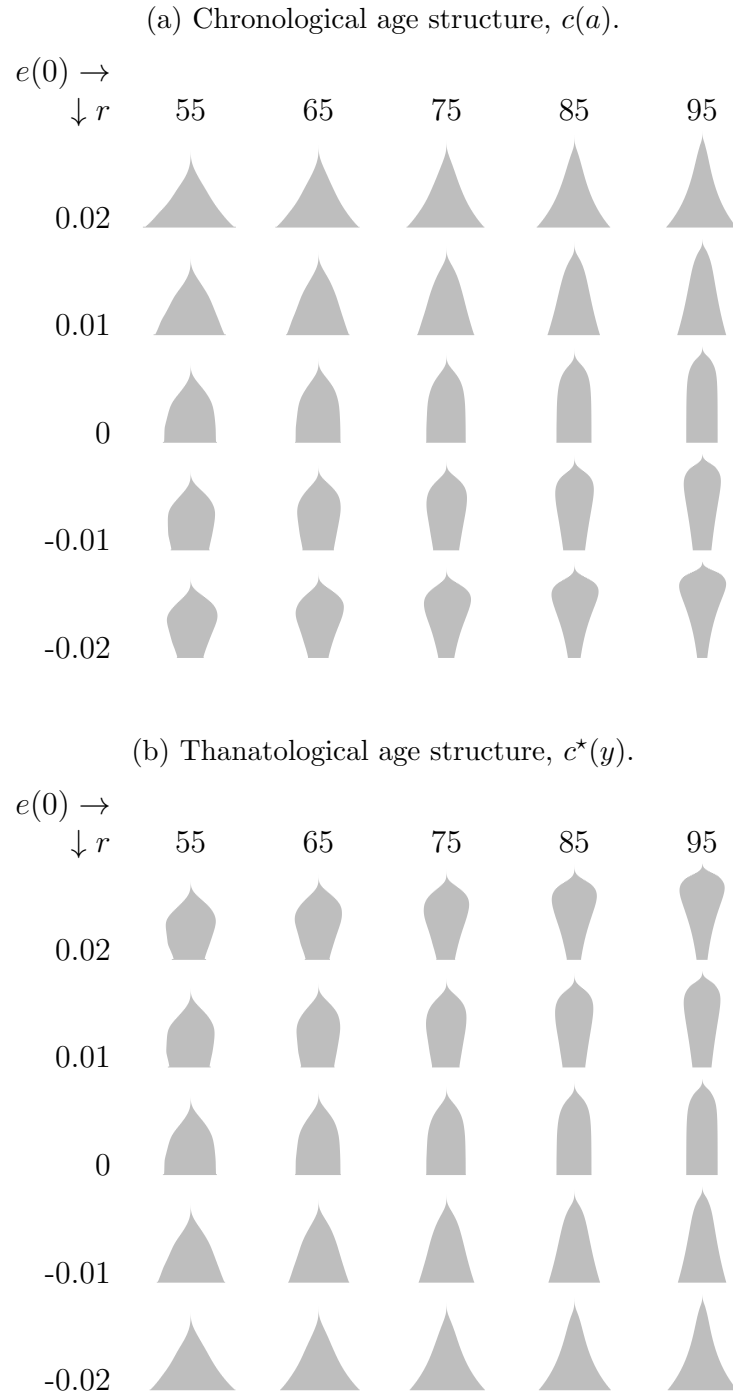 (a) Chronological age structure, c(a).
e(0) →
↓ r 55 65 75 85 95
0.02
0.01
0
-0.01
-0.02
(b) Thanatological age structure, c⋆(y).
e(0) →
↓ r 55 65 75 85 95
0.02
0.01
0
-0.01
-0.02